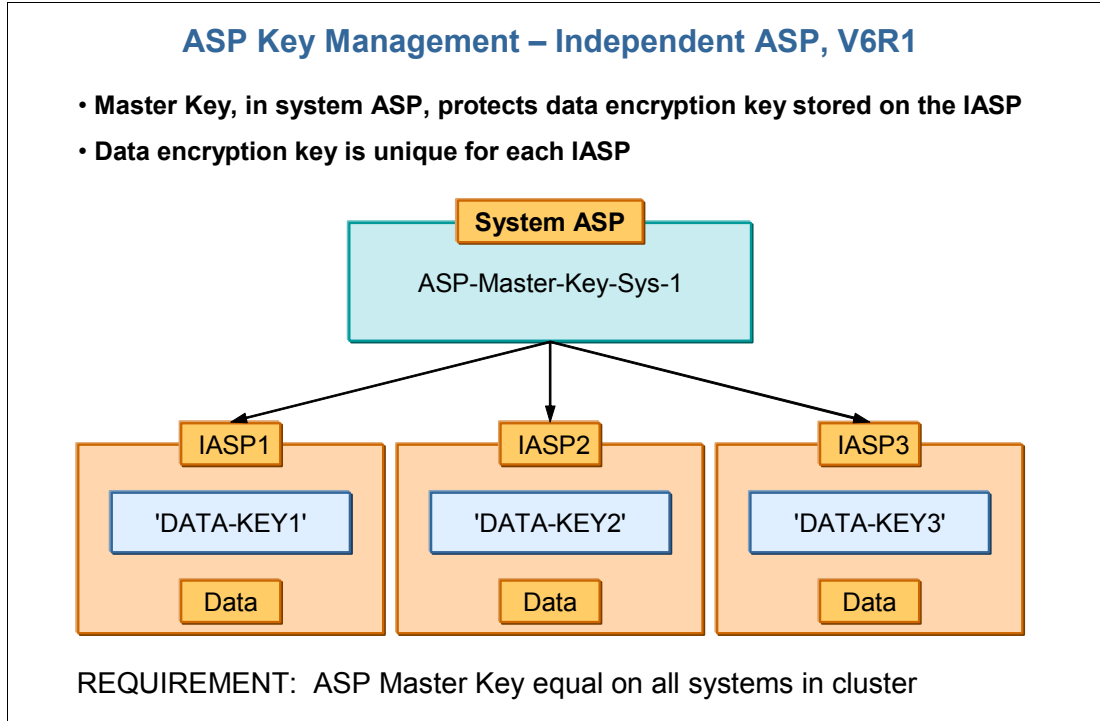 ASP Key Management – Independent ASP, V6R1
• Master Key, in system ASP, protects data encryption key stored on the IASP
• Data encryption key is unique for each IASP
System ASP
ASP-Master-Key-Sys-1
IASP1
IASP2
IASP3
'DATA-KEY1'
'DATA-KEY2'
'DATA-KEY3'
Data
Data
Data
REQUIREMENT: ASP Master Key equal on all systems in cluster